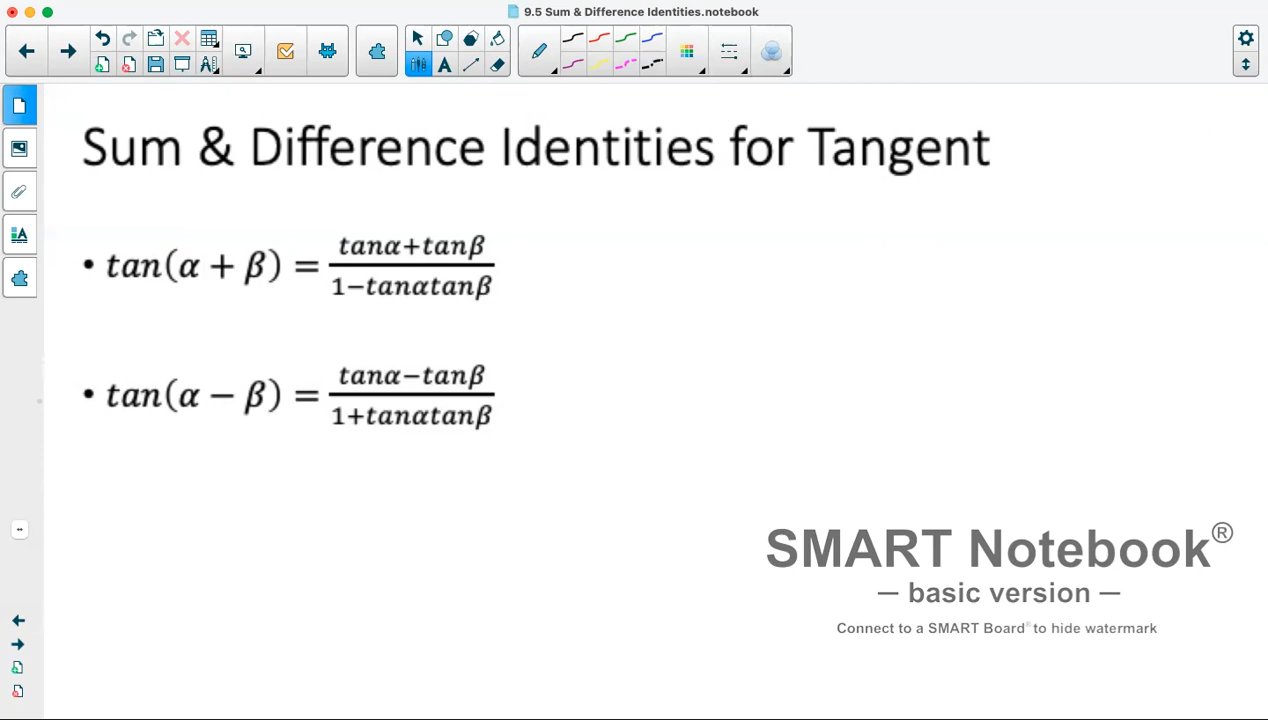 9.5 Sum & Difference Identities.notebook
Sum & Difference Identities for Tangent
• tan(α + β) = tanα+tanβ / 1−tanαtanβ
• tan(α − β) = tanα−tanβ / 1+tanαtanβ
SMART Notebook®
— basic version —
Connect to a SMART Board® to hide watermark